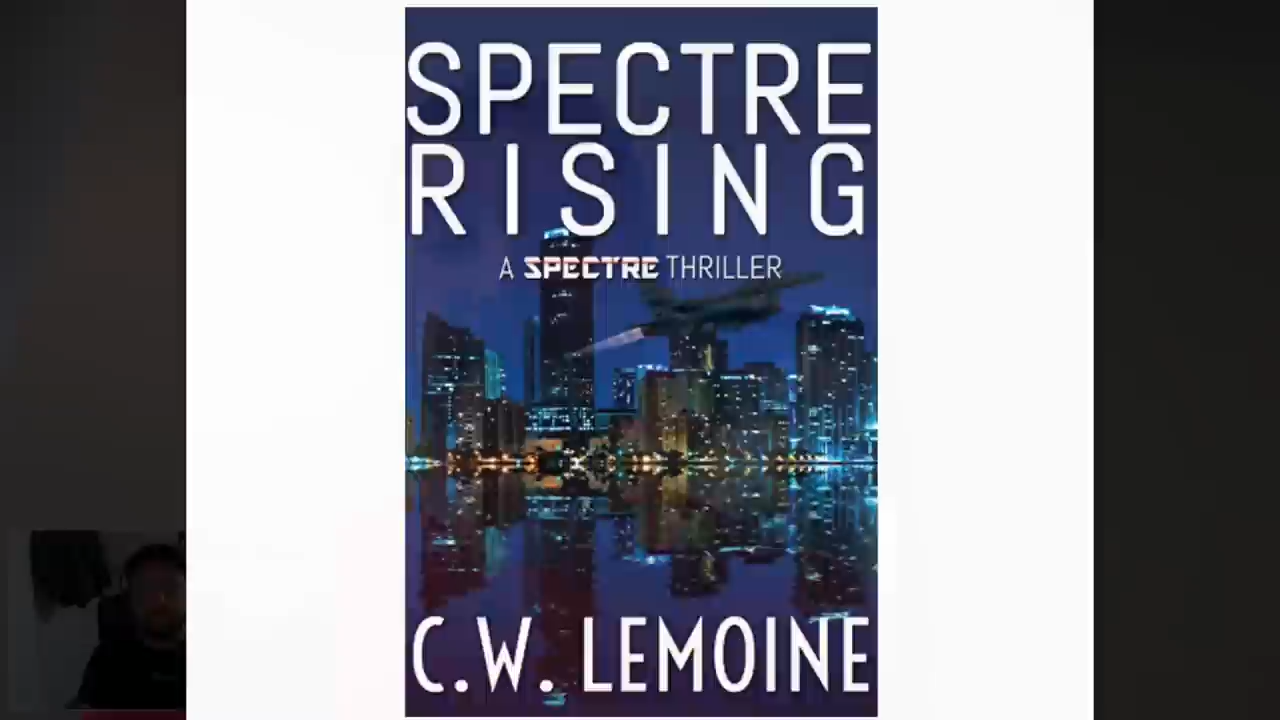 SPECTRE
RISING
A SPECTRE THRILLER
C.W. LEMOINE